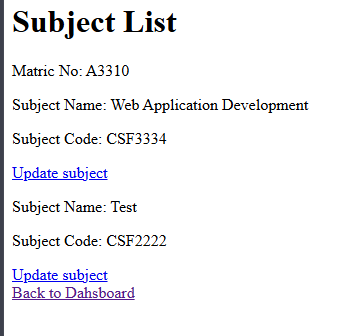 Subject List
Matric No: A3310
Subject Name: Web Application Development
Subject Code: CSF3334
Update subject
Subject Name: Test
Subject Code: CSF2222
Update subject
Back to Dahsboard